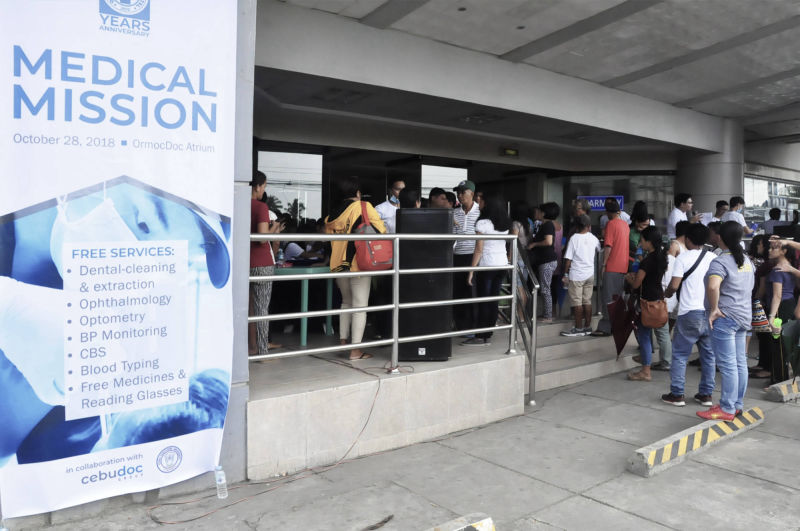 YEARS
ANNIVERSARY
MEDICAL
MISSION
October 28, 2018 ■ OrmocDoc Atrium
FREE SERVICES:
• Dental-cleaning
& extraction
• Ophthalmology
• Optometry
• BP Monitoring
• CBS
• Blood Typing
• Free Medicines &
Reading Glasses
in collaboration with
cebudoc
GROUP